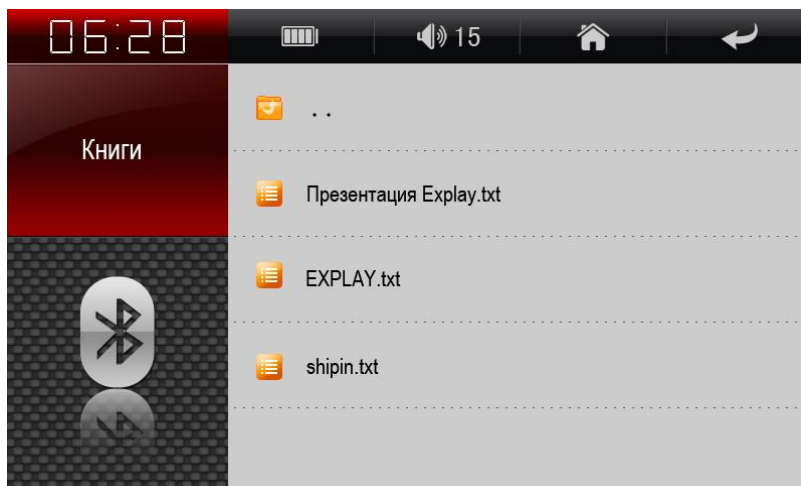 06:28
15
Книги
. .
Презентация Explay.txt
EXPLAY.txt
shipin.txt